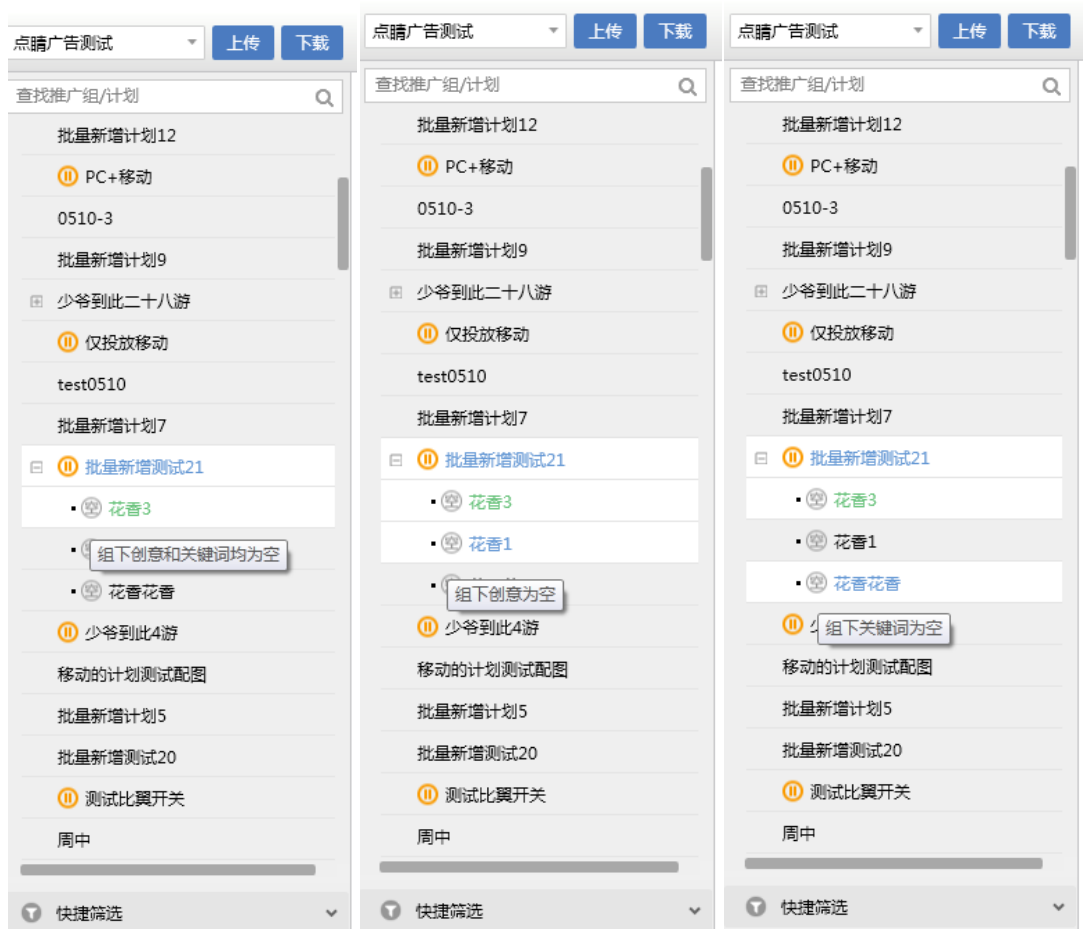 点睛广告测试 上传 下载
查找推广组/计划
批量新增计划12
PC+移动
0510-3
批量新增计划9
少爷到此二十八游
仅投放移动
test0510
批量新增计划7
批量新增测试21
空 花香3
组下创意和关键词均为空
空 花香花香
少爷到此4游
移动的计划测试配图
批量新增计划5
批量新增测试20
测试比翼开关
周中
快捷筛选
点睛广告测试 上传 下载
查找推广组/计划
批量新增计划12
PC+移动
0510-3
批量新增计划9
少爷到此二十八游
仅投放移动
test0510
批量新增计划7
批量新增测试21
空 花香3
空 花香1
组下创意为空
少爷到此4游
移动的计划测试配图
批量新增计划5
批量新增测试20
测试比翼开关
周中
快捷筛选
点睛广告测试 上传 下载
查找推广组/计划
批量新增计划12
PC+移动
0510-3
批量新增计划9
少爷到此二十八游
仅投放移动
test0510
批量新增计划7
批量新增测试21
空 花香3
空 花香1
空 花香花香
组下关键词为空
移动的计划测试配图
批量新增计划5
批量新增测试20
测试比翼开关
周中
快捷筛选